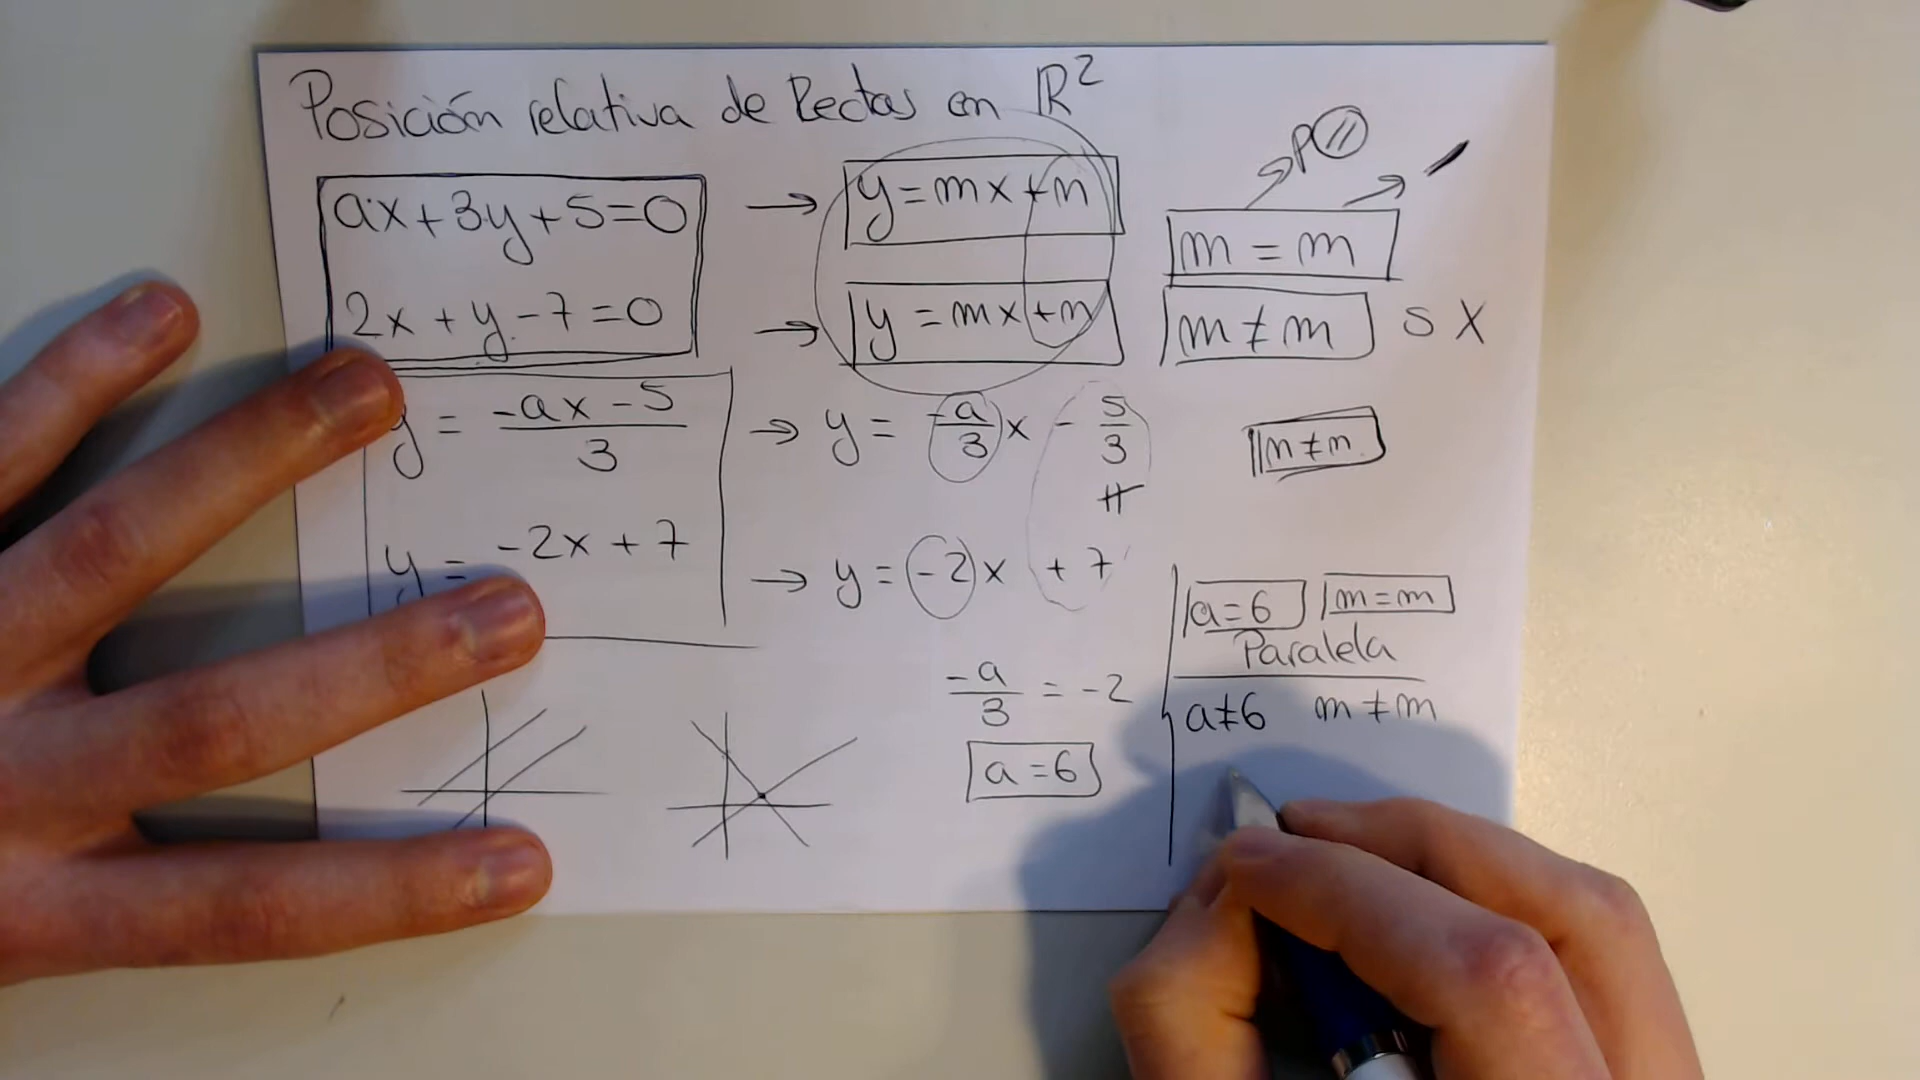 Posición relativa de Rectas en ℝ²
ax+3y+5=0 → y=mx+n
2x+y-7=0 → y=mx+n
P //
m = m
m ≠ m S X
y = (-ax-5)/3 → y = -a/3 x - 5/3
n ≠ n
≠
y = -2x+7 → y = -2x + 7
-a/3 = -2
a=6
a=6 m=m
Paralela
a≠6 m≠m